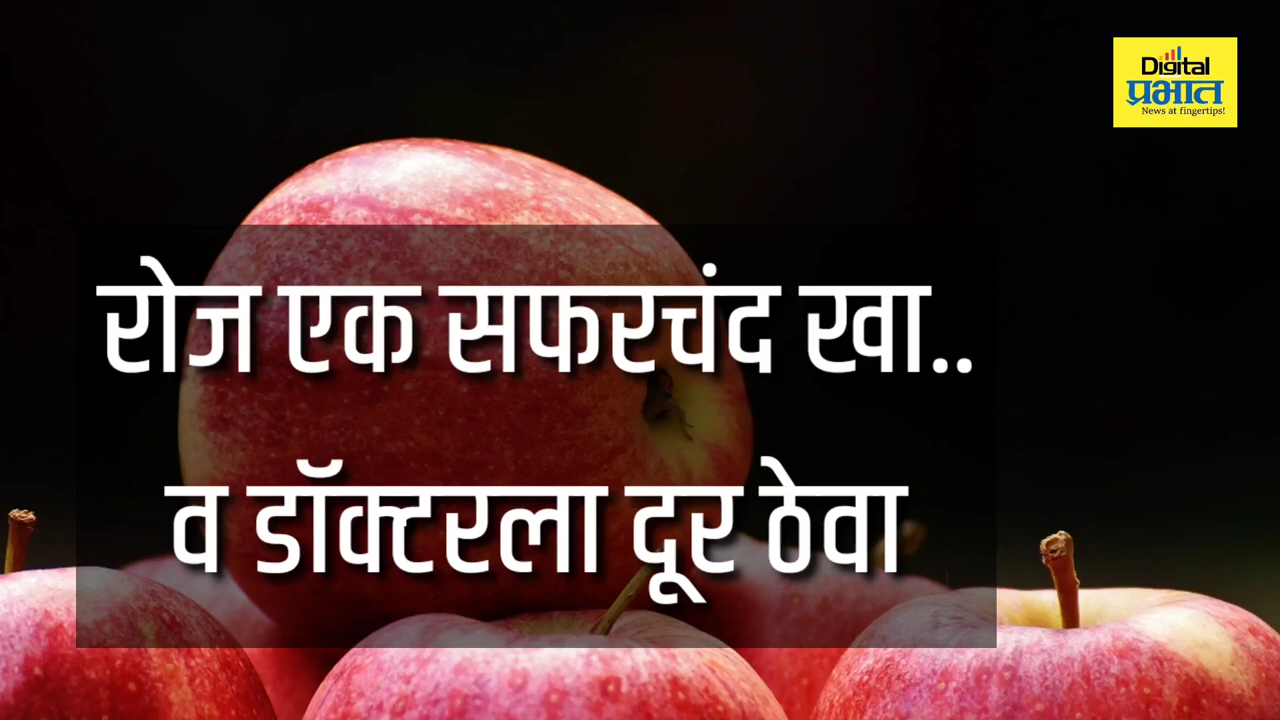 Digital
प्रभात
News at fingertips!
रोज एक सफरचंद खा..
व डॉक्टरला दूर ठेवा